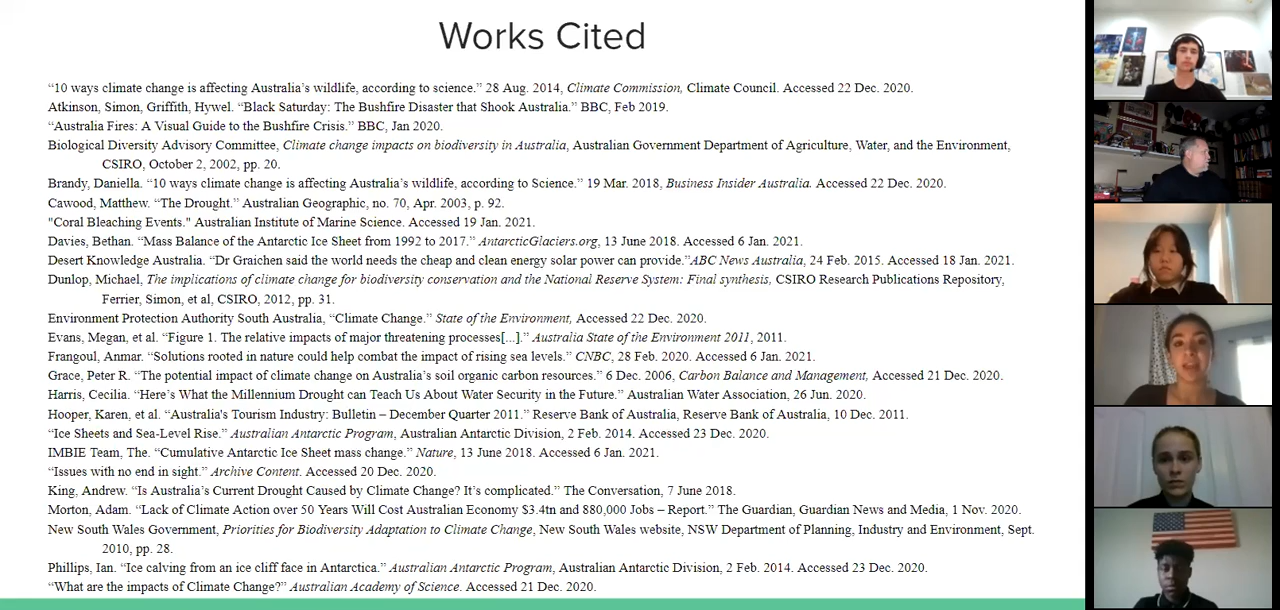 Works Cited
“10 ways climate change is affecting Australia’s wildlife, according to science.” 28 Aug. 2014, Climate Commission, Climate Council. Accessed 22 Dec. 2020.
Atkinson, Simon, Griffith, Hywel. “Black Saturday: The Bushfire Disaster that Shook Australia.” BBC, Feb 2019.
“Australia Fires: A Visual Guide to the Bushfire Crisis.” BBC, Jan 2020.
Biological Diversity Advisory Committee, Climate change impacts on biodiversity in Australia, Australian Government Department of Agriculture, Water, and the Environment,
CSIRO, October 2, 2002, pp. 20.
Brandy, Daniella. “10 ways climate change is affecting Australia’s wildlife, according to Science.” 19 Mar. 2018, Business Insider Australia. Accessed 22 Dec. 2020.
Cawood, Matthew. “The Drought.” Australian Geographic, no. 70, Apr. 2003, p. 92.
"Coral Bleaching Events." Australian Institute of Marine Science. Accessed 19 Jan. 2021.
Davies, Bethan. “Mass Balance of the Antarctic Ice Sheet from 1992 to 2017.” AntarcticGlaciers.org, 13 June 2018. Accessed 6 Jan. 2021.
Desert Knowledge Australia. “Dr Graichen said the world needs the cheap and clean energy solar power can provide.”ABC News Australia, 24 Feb. 2015. Accessed 18 Jan. 2021.
Dunlop, Michael, The implications of climate change for biodiversity conservation and the National Reserve System: Final synthesis, CSIRO Research Publications Repository,
Ferrier, Simon, et al, CSIRO, 2012, pp. 31.
Environment Protection Authority South Australia, “Climate Change.” State of the Environment, Accessed 22 Dec. 2020.
Evans, Megan, et al. “Figure 1. The relative impacts of major threatening processes[...].” Australia State of the Environment 2011, 2011.
Frangoul, Anmar. “Solutions rooted in nature could help combat the impact of rising sea levels.” CNBC, 28 Feb. 2020. Accessed 6 Jan. 2021.
Grace, Peter R. “The potential impact of climate change on Australia’s soil organic carbon resources.” 6 Dec. 2006, Carbon Balance and Management, Accessed 21 Dec. 2020.
Harris, Cecilia. “Here’s What the Millennium Drought can Teach Us About Water Security in the Future.” Australian Water Association, 26 Jun. 2020.
Hooper, Karen, et al. “Australia's Tourism Industry: Bulletin – December Quarter 2011.” Reserve Bank of Australia, Reserve Bank of Australia, 10 Dec. 2011.
“Ice Sheets and Sea-Level Rise.” Australian Antarctic Program, Australian Antarctic Division, 2 Feb. 2014. Accessed 23 Dec. 2020.
IMBIE Team, The. “Cumulative Antarctic Ice Sheet mass change.” Nature, 13 June 2018. Accessed 6 Jan. 2021.
“Issues with no end in sight.” Archive Content. Accessed 20 Dec. 2020.
King, Andrew. “Is Australia’s Current Drought Caused by Climate Change? It’s complicated.” The Conversation, 7 June 2018.
Morton, Adam. “Lack of Climate Action over 50 Years Will Cost Australian Economy $3.4tn and 880,000 Jobs – Report.” The Guardian, Guardian News and Media, 1 Nov. 2020.
New South Wales Government, Priorities for Biodiversity Adaptation to Climate Change, New South Wales website, NSW Department of Planning, Industry and Environment, Sept.
2010, pp. 28.
Phillips, Ian. “Ice calving from an ice cliff face in Antarctica.” Australian Antarctic Program, Australian Antarctic Division, 2 Feb. 2014. Accessed 23 Dec. 2020.
“What are the impacts of Climate Change?” Australian Academy of Science. Accessed 21 Dec. 2020.